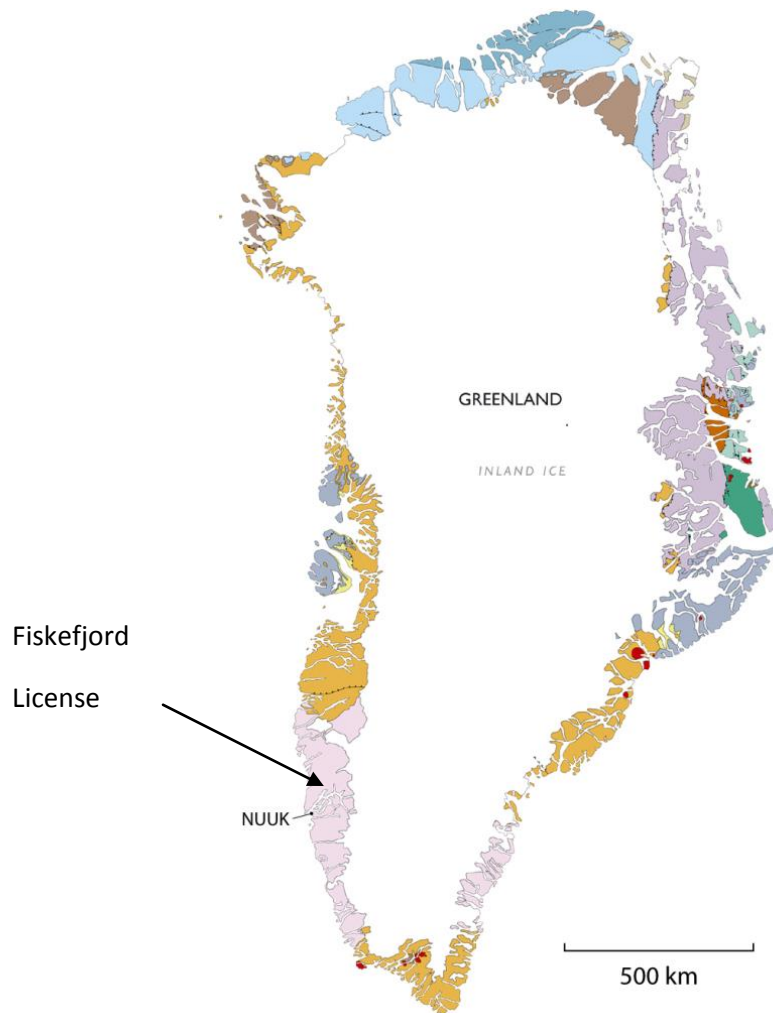 GREENLAND
INLAND ICE
Fiskefjord
License
NUUK
500 km